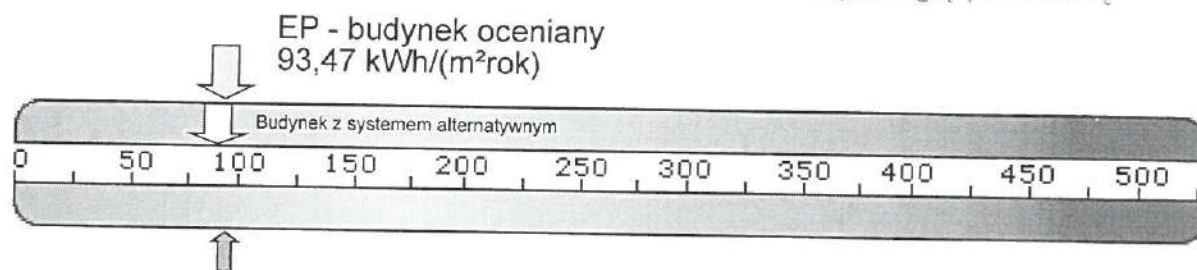 EP - budynek oceniany
93,47 kWh/(m²rok)
Budynek z systemem alternatywnym
0 50 100 150 200 250 300 350 400 450 500